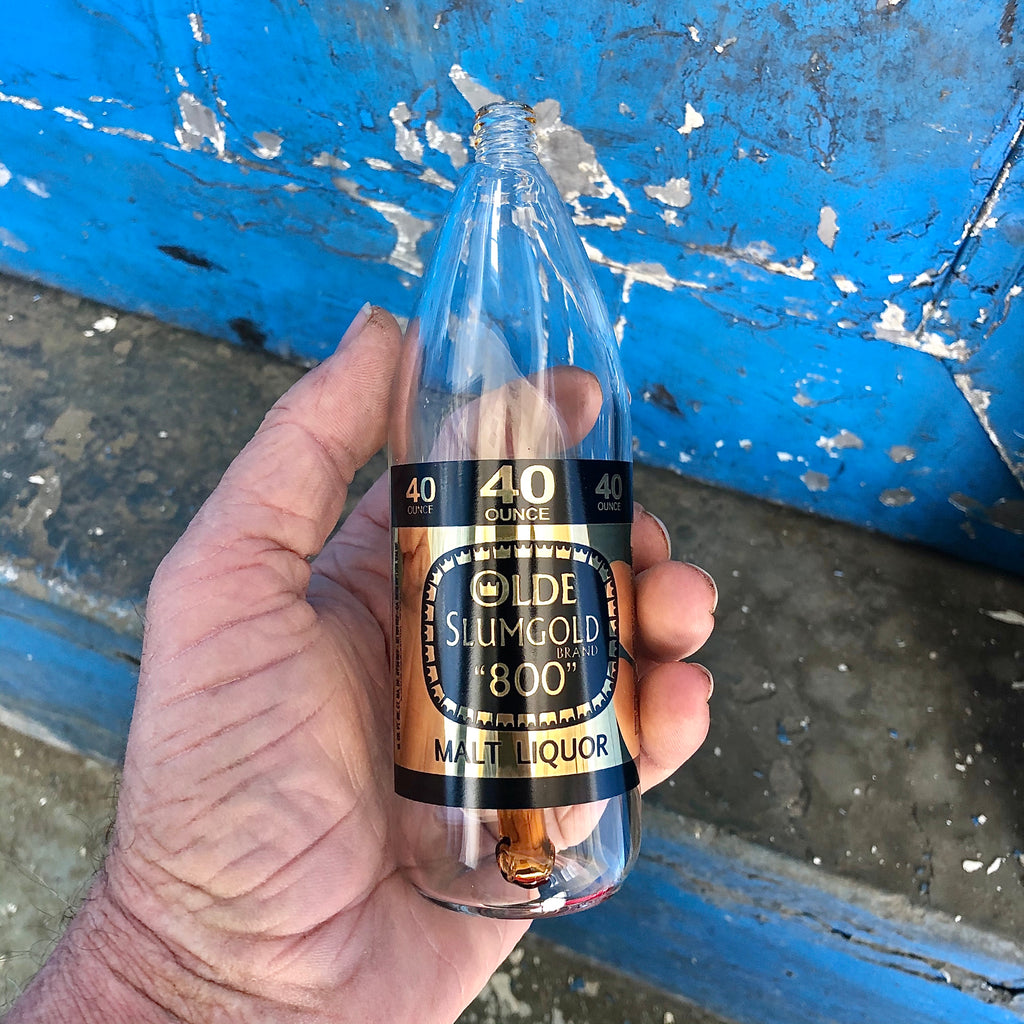 40 OUNCE
40 OUNCE
40 OUNCE
OLDE
SLUMGOLD
BRAND
"800"
MALT LIQUOR